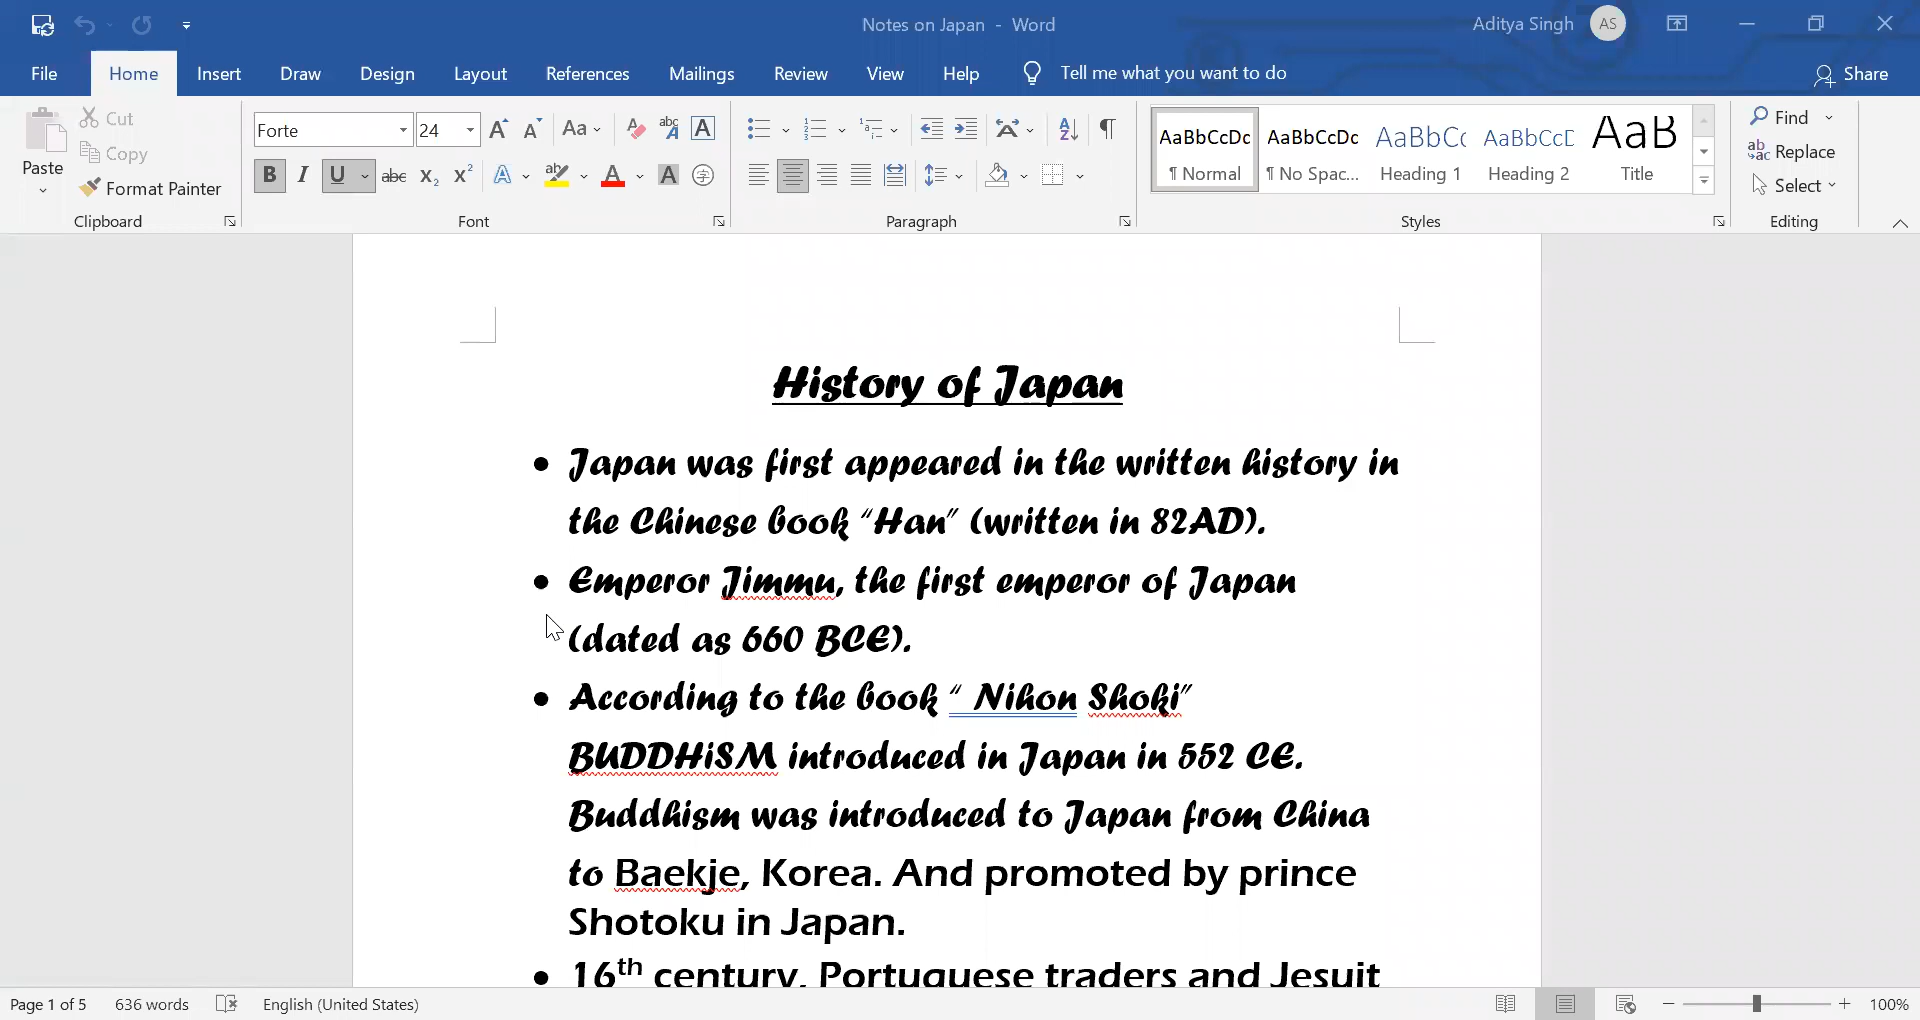 Notes on Japan - Word
Aditya Singh AS
File Home Insert Draw Design Layout References Mailings Review View Help Tell me what you want to do Share
Paste
Cut
Copy
Format Painter
Clipboard
Forte 24
Font
Paragraph
AaBbCcDc AaBbCcDc AaBbCc AaBbCcE AaB
¶ Normal ¶ No Spac... Heading 1 Heading 2 Title
Styles
Find
Replace
Select
Editing
History of Japan
• Japan was first appeared in the written history in
the Chinese book “Han” (written in 82AD).
• Emperor Jimmu, the first emperor of Japan
(dated as 660 BCE).
• According to the book “ Nihon Shoki”
BUDDHiSM introduced in Japan in 552 CE.
Buddhism was introduced to Japan from China
to Baekje, Korea. And promoted by prince
Shotoku in Japan.
• 16th century, Portuguese traders and Jesuit
Page 1 of 5 636 words English (United States) 100%